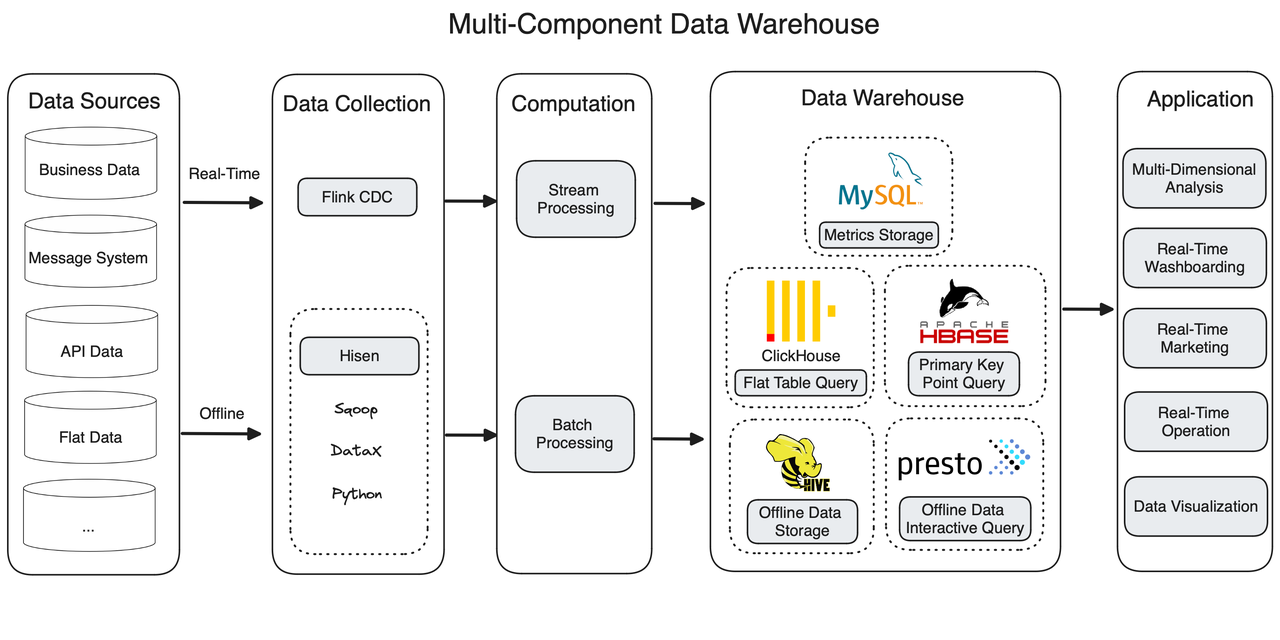 Multi-Component Data Warehouse
Data Sources
Business Data
Message System
API Data
Flat Data
...
Real-Time
Offline
Data Collection
Flink CDC
Hisen
Sqoop
DataX
Python
Computation
Stream
Processing
Batch
Processing
Data Warehouse
MySQL
Metrics Storage
ClickHouse
Flat Table Query
APACHE
HBASE
Primary Key
Point Query
HIVE
Offline Data
Storage
presto
Offline Data
Interactive Query
Application
Multi-Dimensional
Analysis
Real-Time
Washboarding
Real-Time
Marketing
Real-Time
Operation
Data Visualization